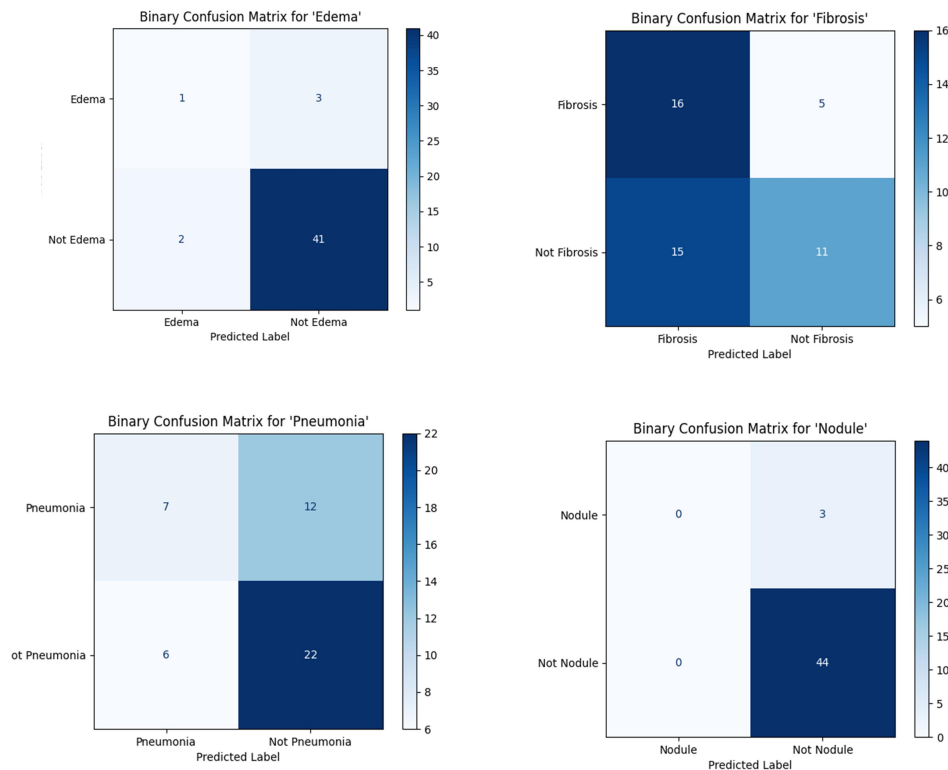 Binary Confusion Matrix for 'Edema'
Edema
1 3
Not Edema
2 41
Edema Not Edema
Predicted Label
40
35
30
25
20
15
10
5
Binary Confusion Matrix for 'Fibrosis'
Fibrosis
16 5
Not Fibrosis
15 11
Fibrosis Not Fibrosis
Predicted Label
16
14
12
10
8
6
Binary Confusion Matrix for 'Pneumonia'
Pneumonia
7 12
ot Pneumonia
6 22
Pneumonia Not Pneumonia
Predicted Label
22
20
18
16
14
12
10
8
6
Binary Confusion Matrix for 'Nodule'
Nodule
0 3
Not Nodule
0 44
Nodule Not Nodule
Predicted Label
40
35
30
25
20
15
10
5
0